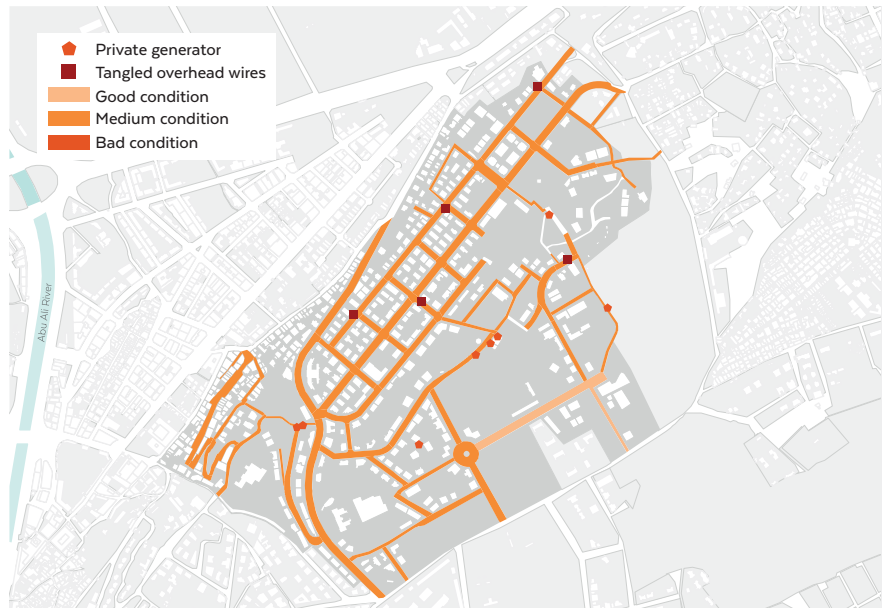 Private generator
Tangled overhead wires
Good condition
Medium condition
Bad condition
Abu Ali River